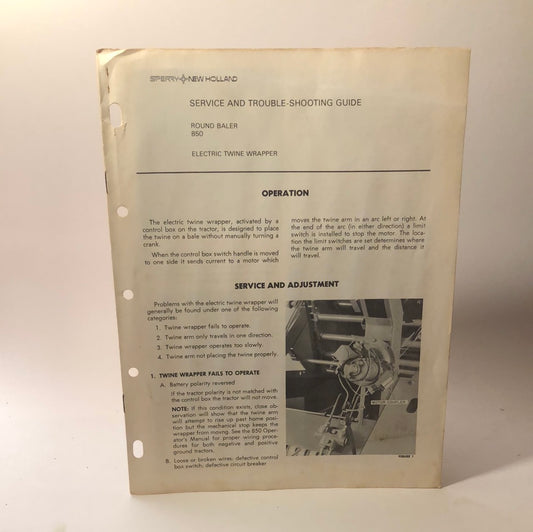 SPERRY NEW HOLLAND
SERVICE AND TROUBLE-SHOOTING GUIDE
ROUND BALER
850
ELECTRIC TWINE WRAPPER
OPERATION
The electric twine wrapper, activated by a
control box on the tractor, is designed to place
the twine on a bale without manually turning a
crank.
When the control box switch handle is moved
to one side it sends current to a motor which
moves the twine arm in an arc left or right. At
the end of the arc (in either direction) a limit
switch is installed to stop the motor. The loca-
tion the limit switches are set determines where
the twine arm will travel and the distance it
will travel.
SERVICE AND ADJUSTMENT
Problems with the electric twine wrapper will
generally be found under one of the following
categories:
1. Twine wrapper fails to operate.
2. Twine arm only travels in one direction.
3. Twine wrapper operates too slowly.
4. Twine arm not placing the twine properly.
1. TWINE WRAPPER FAILS TO OPERATE
A. Battery polarity reversed
If the tractor polarity is not matched with
the control box the tractor will not move.
NOTE: If this condition exists, close ob-
servation will show that the twine arm
will attempt to rise up past home posi-
tion but the mechanical stop keeps the
wrapper from moving. See the 850 Oper-
ator's Manual for proper wiring proce-
dures for both negative and positive
ground tractors.
B. Loose or broken wires; defective control
box switch; defective circuit breaker
FIGURE 1